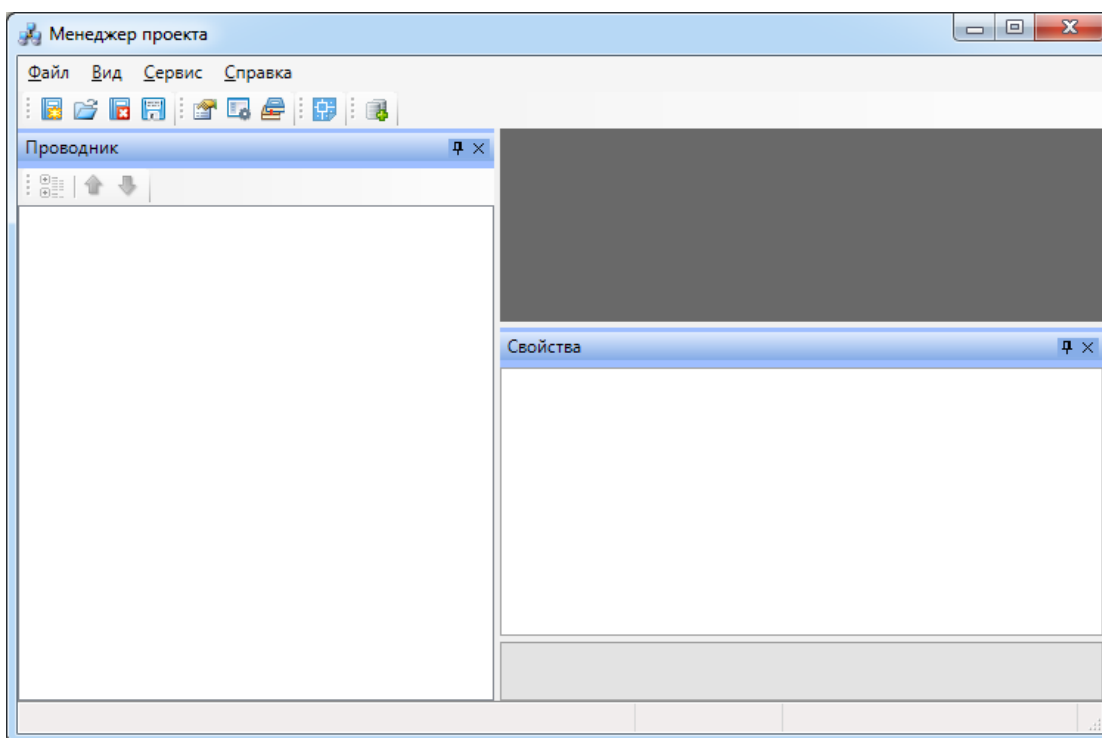 Менеджер проекта
Файл Вид Сервис Справка
Проводник
Свойства